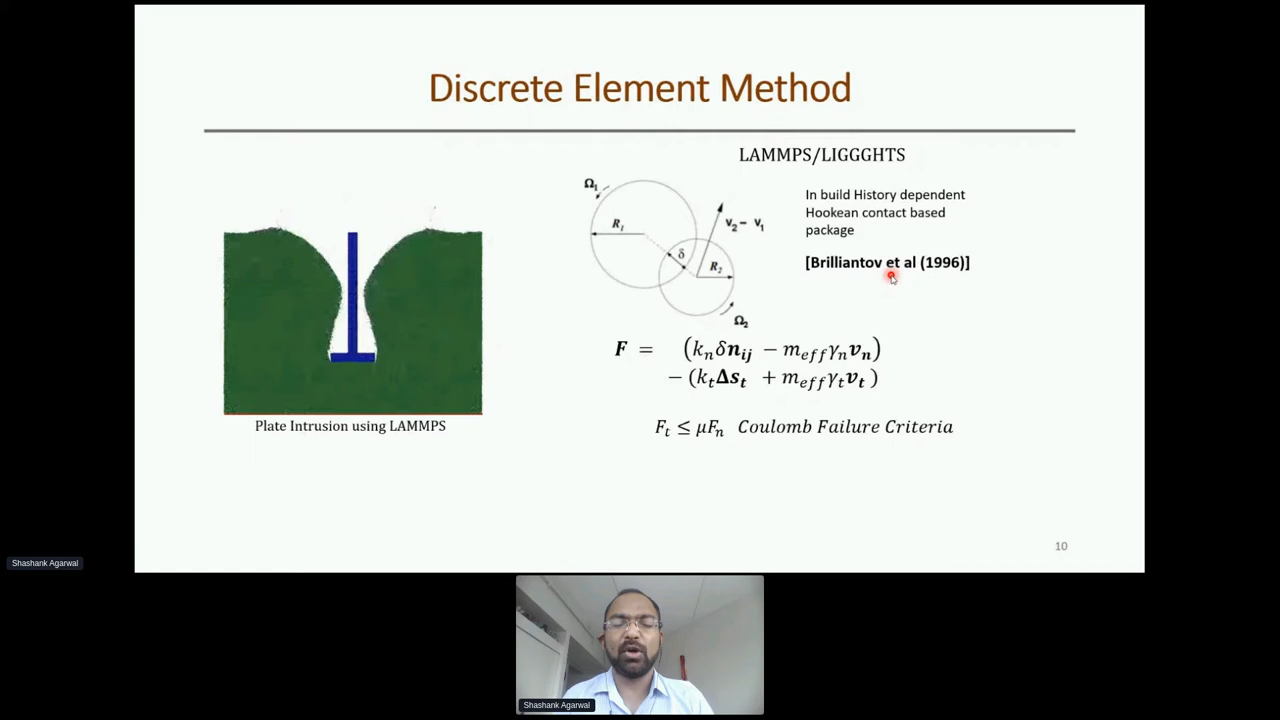 Discrete Element Method
LAMMPS/LIGGGHTS
Ω1
R1
v2 – v1
δ
R2
Ω2
In build History dependent
Hookean contact based
package
[Brilliantov et al (1996)]
F = (knδnij − meffγnvn)
− (ktΔst + meffγtvt )
Ft ≤ μFn Coulomb Failure Criteria
Plate Intrusion using LAMMPS
10
Shashank Agarwal
Shashank Agarwal